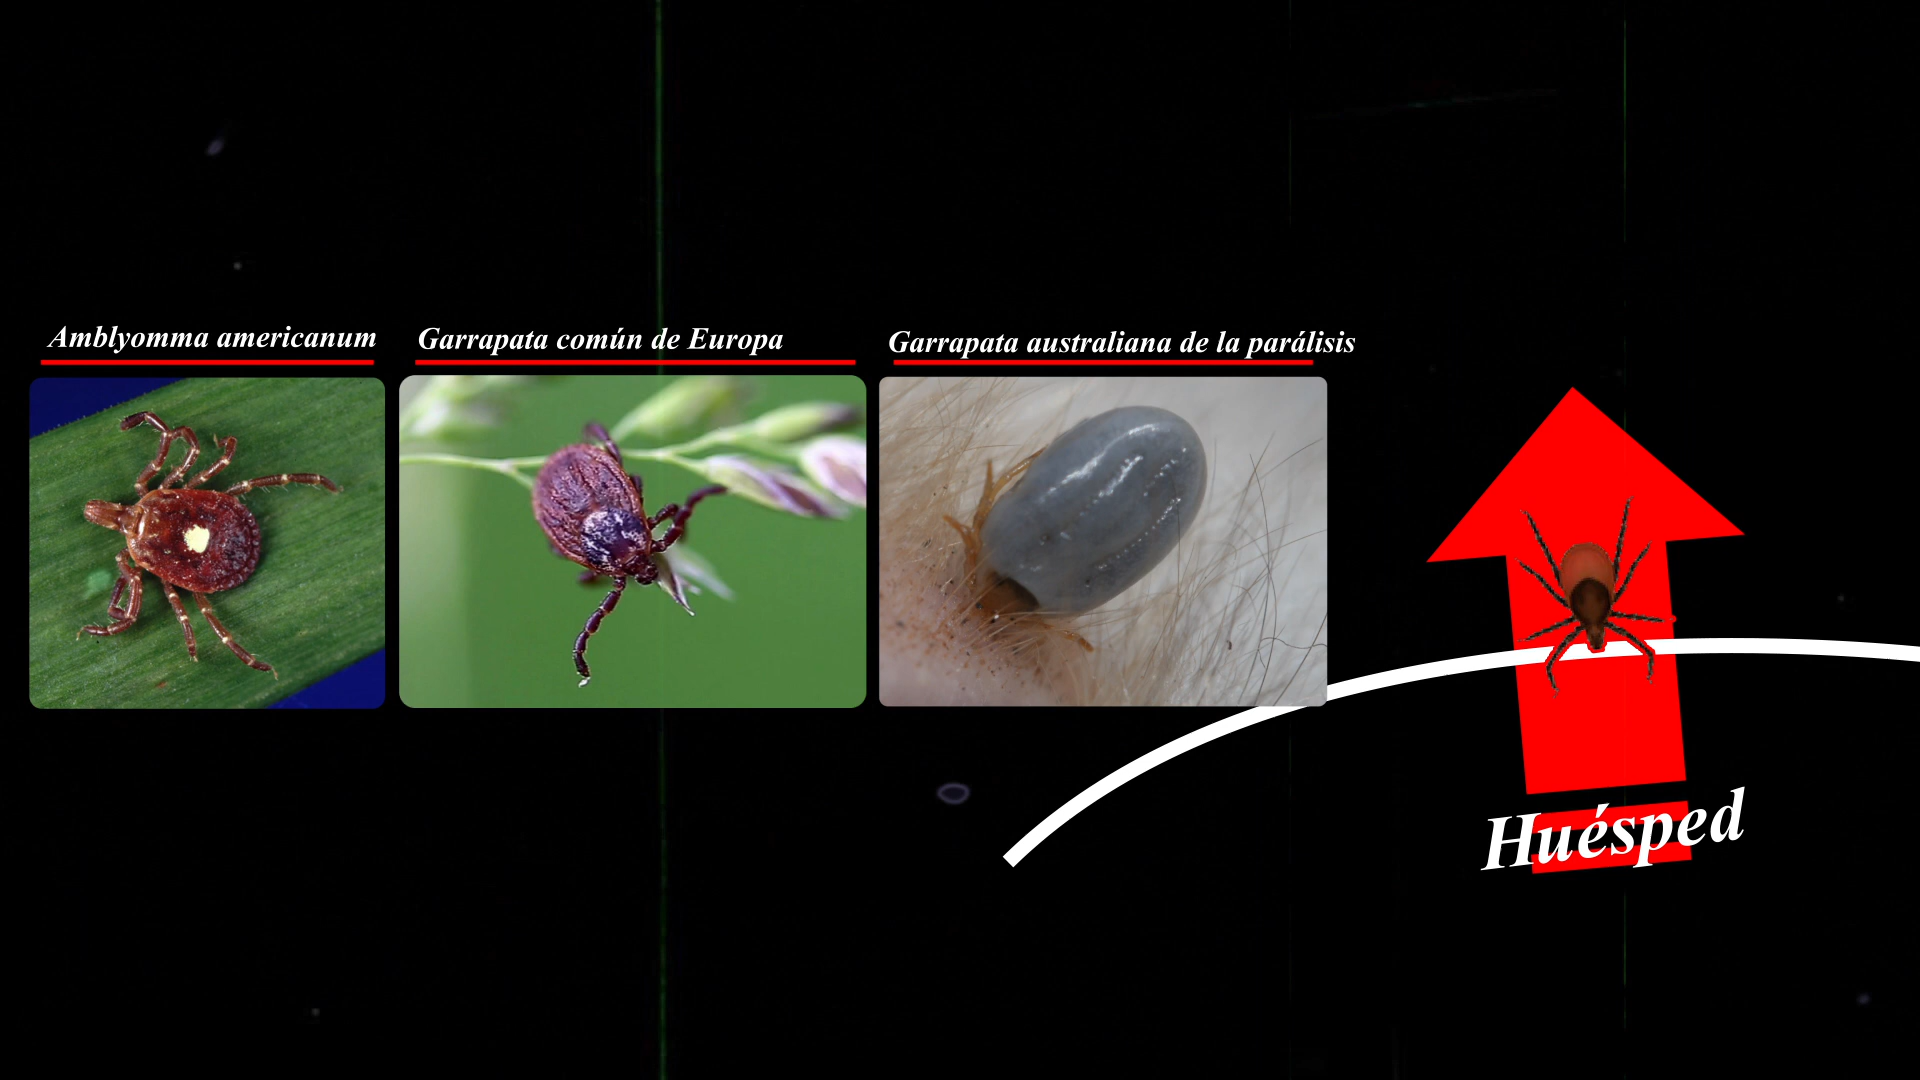 Amblyomma americanum
Garrapata común de Europa
Garrapata australiana de la parálisis
Huésped